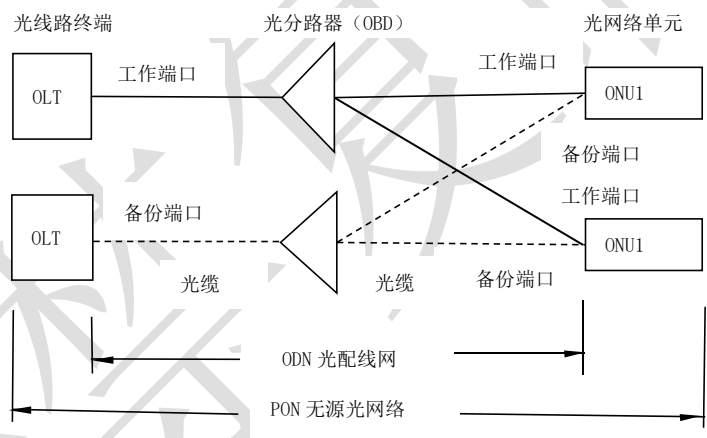 光线路终端 光分路器（OBD） 光网络单元
工作端口 工作端口
OLT ONU1
备份端口
工作端口
备份端口
OLT ONU1
光缆 光缆 备份端口
ODN 光配线网
PON 无源光网络